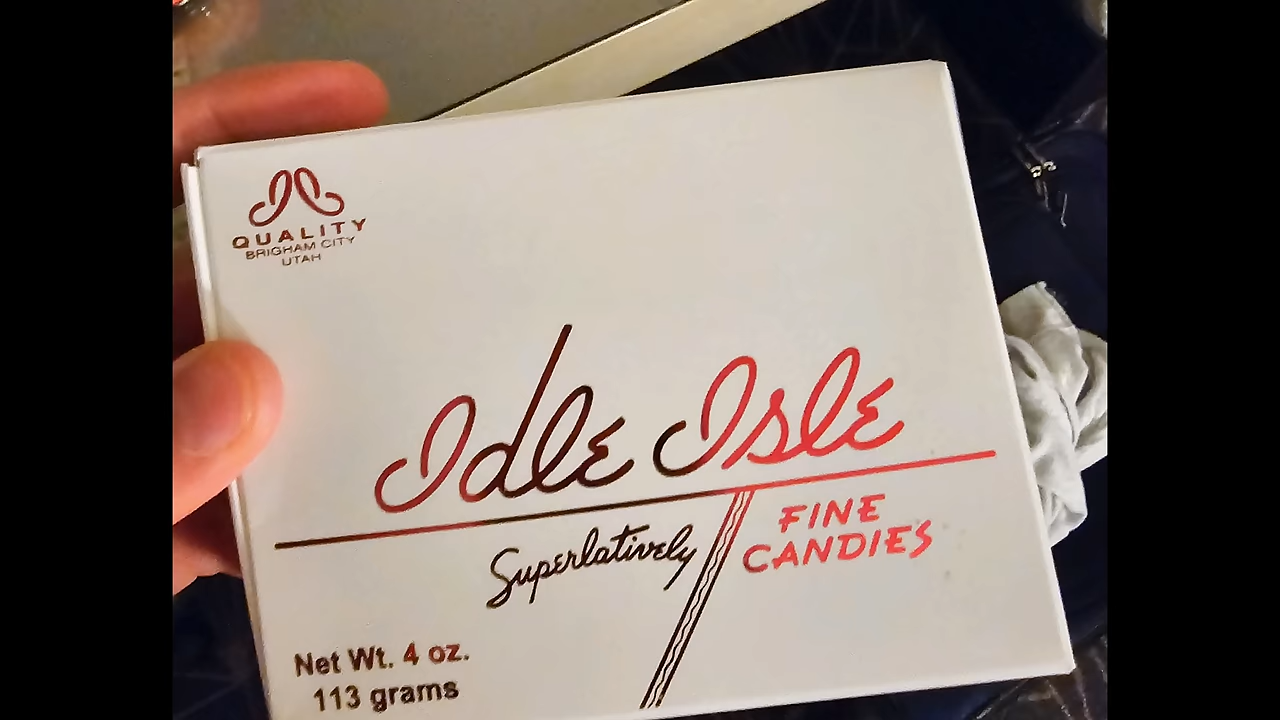 QUALITY
BRIGHAM CITY
UTAH
Idle Isle
Superlatively
FINE
CANDIES
Net Wt. 4 oz.
113 grams